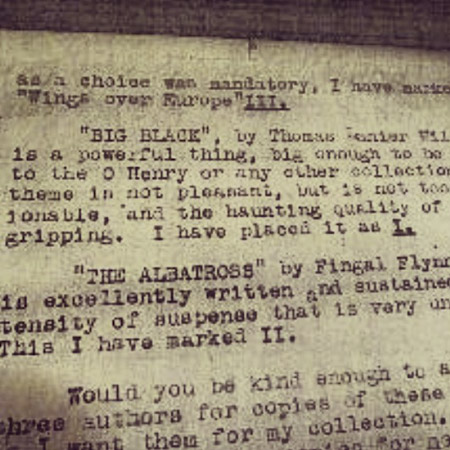 as a choice was mandatory, I have marke
"Wings over Europe" III.
"BIG BLACK", by Thomas Lanier Wil
is a powerful thing, big enough to be
to the O Henry or any other collectio
theme in not pleasant, but is not too
ionable, and the haunting quality of
gripping. I have placed it as I.
"THE ALBATROSS" by Fingal Flynn
is excellently written and sustaine
tensity of suspense that is very un
This I have marked II.
Would you be kind enough to a
three authors for copies of these
I want them for my collection.
for no